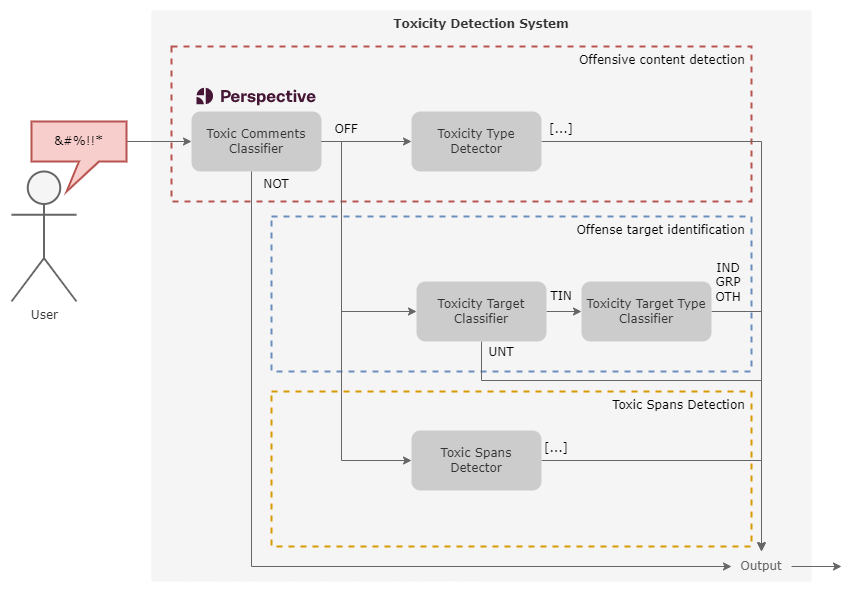 Toxicity Detection System
Offensive content detection
Perspective
&#%!!*
Toxic Comments
Classifier
OFF
Toxicity Type
Detector
[...]
NOT
User
Offense target identification
Toxicity Target
Classifier
TIN
Toxicity Target Type
Classifier
IND
GRP
OTH
UNT
Toxic Spans Detection
Toxic Spans
Detector
[...]
Output